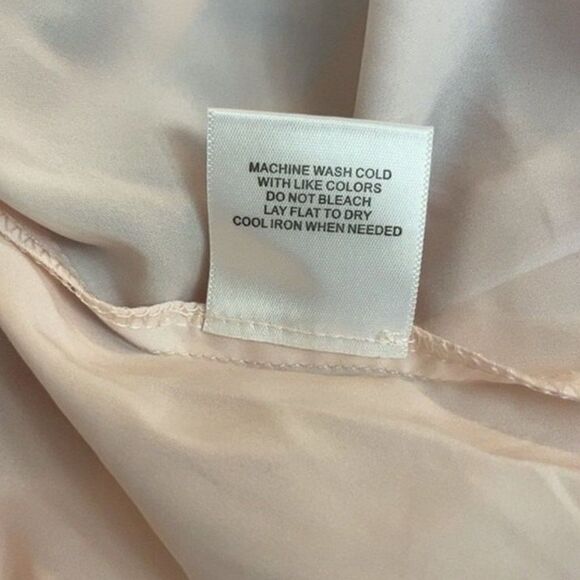 MACHINE WASH COLD
WITH LIKE COLORS
DO NOT BLEACH
LAY FLAT TO DRY
COOL IRON WHEN NEEDED